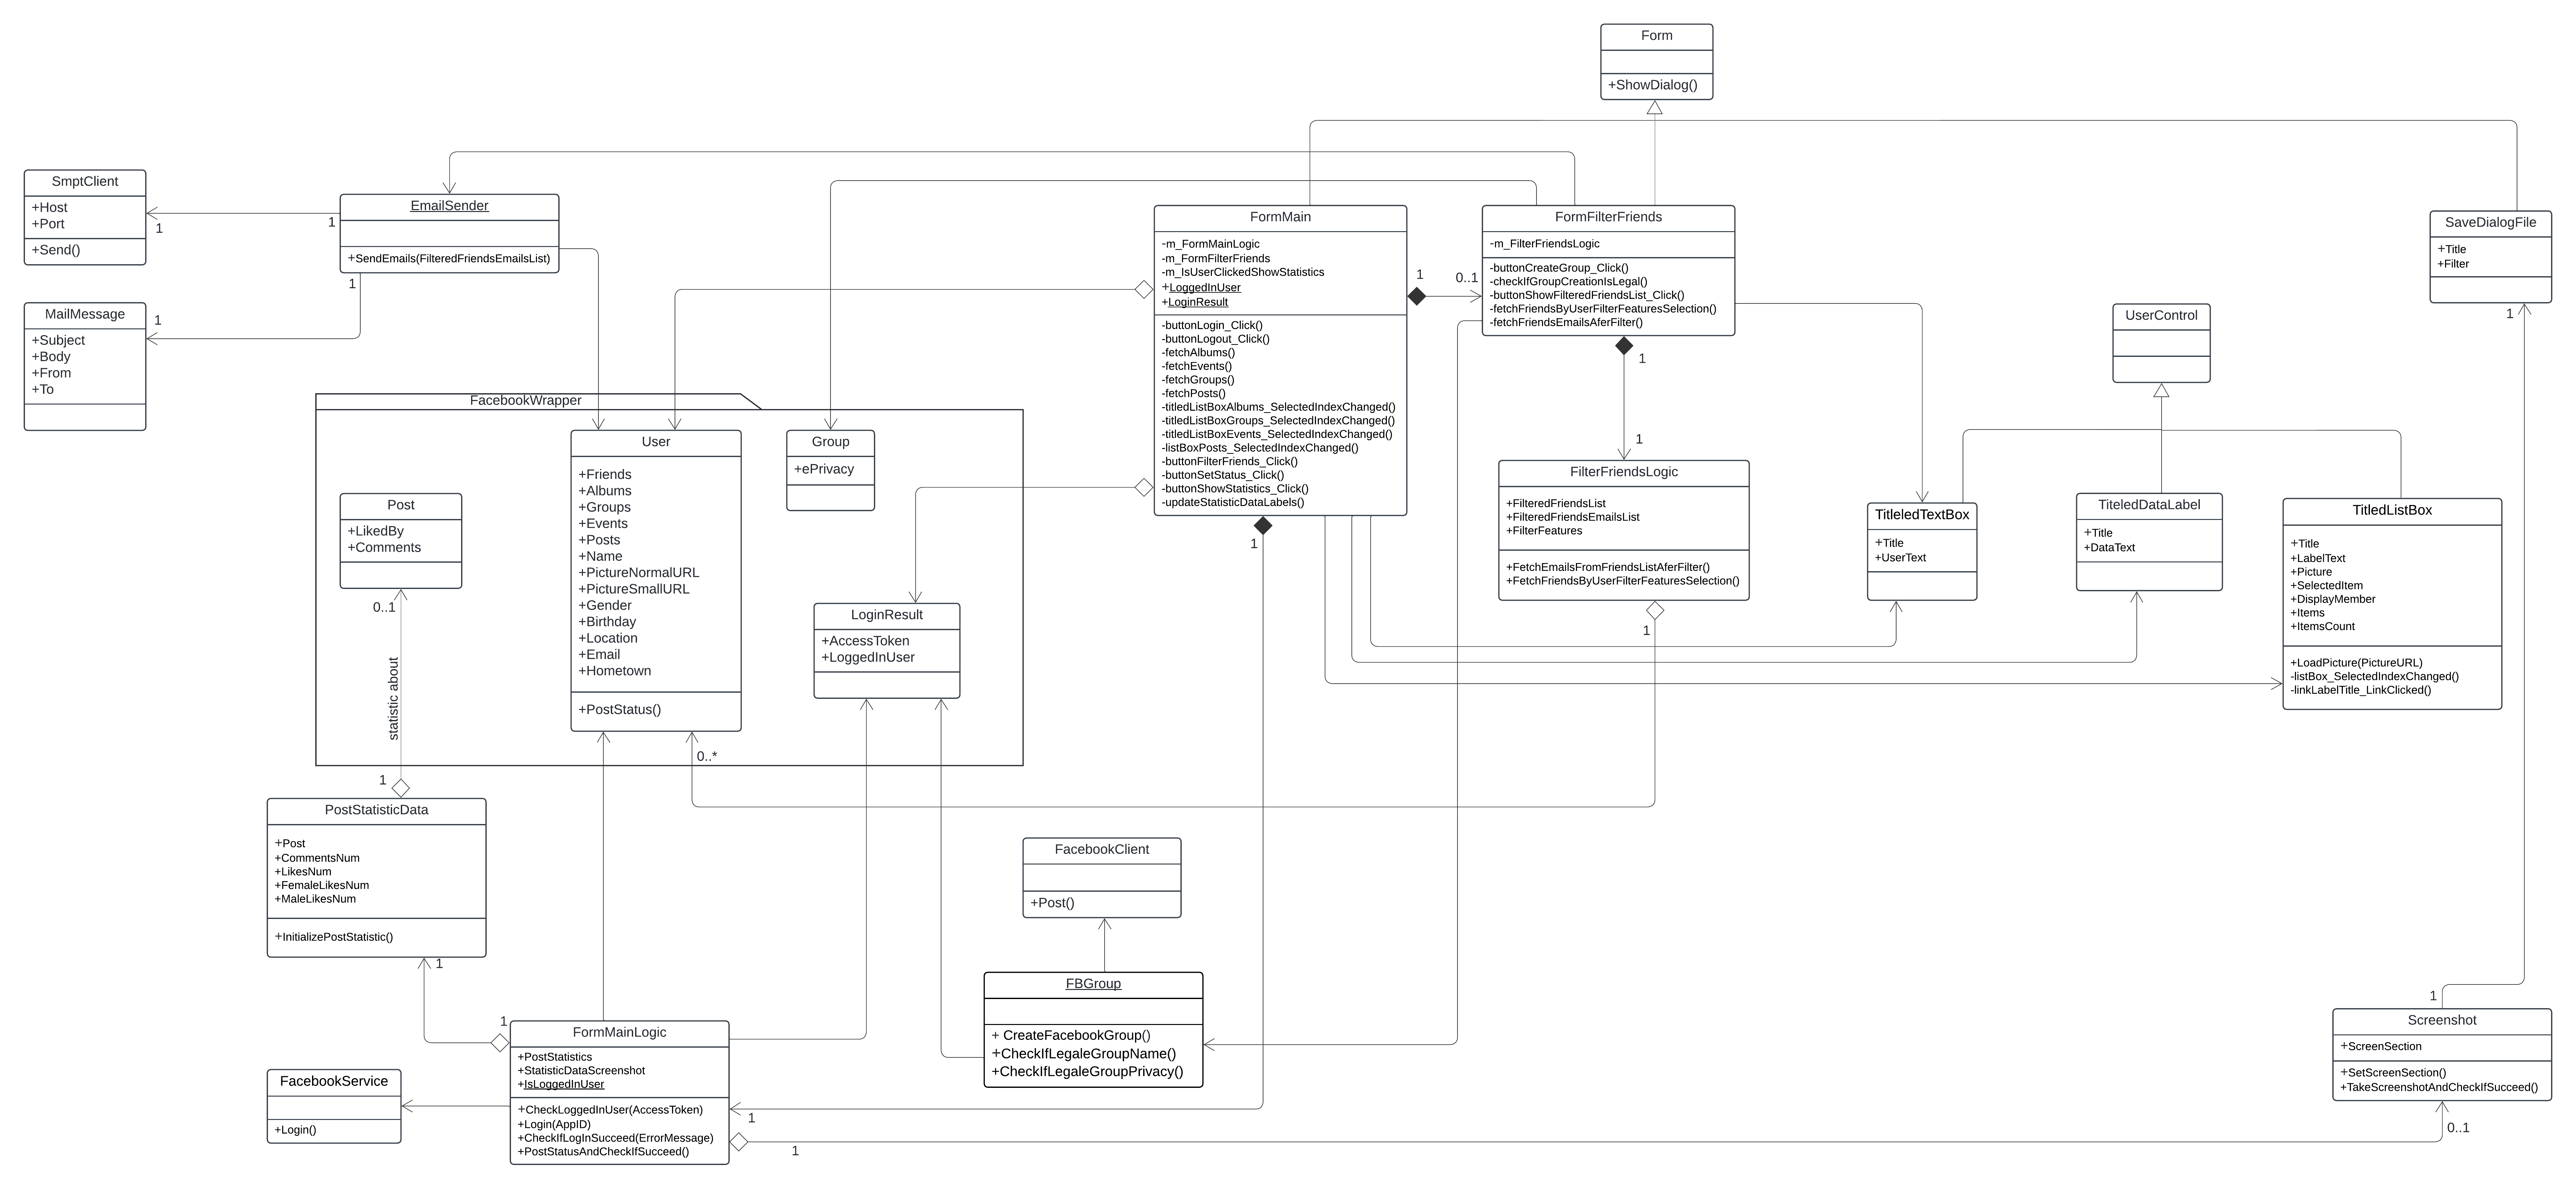 Form
+ShowDialog()
SmptClient
+Host
+Port
+Send()
1
1
EmailSender
+SendEmails(FilteredFriendsEmailsList)
1
1
MailMessage
+Subject
+Body
+From
+To
FormMain
-m_FormMainLogic
-m_FormFilterFriends
-m_IsUserClickedShowStatistics
+LoggedInUser
+LoginResult
-buttonLogin_Click()
-buttonLogout_Click()
-fetchAlbums()
-fetchEvents()
-fetchGroups()
-fetchPosts()
-titledListBoxAlbums_SelectedIndexChanged()
-titledListBoxGroups_SelectedIndexChanged()
-titledListBoxEvents_SelectedIndexChanged()
-listBoxPosts_SelectedIndexChanged()
-buttonFilterFriends_Click()
-buttonSetStatus_Click()
-buttonShowStatistics_Click()
-updateStatisticDataLabels()
1
0..1
1
FormFilterFriends
-m_FilterFriendsLogic
-buttonCreateGroup_Click()
-checkIfGroupCreationIsLegal()
-buttonShowFilteredFriendsList_Click()
-fetchFriendsByUserFilterFeaturesSelection()
-fetchFriendsEmailsAferFilter()
1
1
SaveDialogFile
+Title
+Filter
1
UserControl
FacebookWrapper
User
+Friends
+Albums
+Groups
+Events
+Posts
+Name
+PictureNormalURL
+PictureSmallURL
+Gender
+Birthday
+Location
+Email
+Hometown
+PostStatus()
0..*
Group
+ePrivacy
Post
+LikedBy
+Comments
0..1
statistic about
1
LoginResult
+AccessToken
+LoggedInUser
FilterFriendsLogic
+FilteredFriendsList
+FilteredFriendsEmailsList
+FilterFeatures
+FetchEmailsFromFriendsListAferFilter()
+FetchFriendsByUserFilterFeaturesSelection()
1
TitleledTextBox
+Title
+UserText
TiteledDataLabel
+Title
+DataText
TitledListBox
+Title
+LabelText
+Picture
+SelectedItem
+DisplayMember
+Items
+ItemsCount
+LoadPicture(PictureURL)
-listBox_SelectedIndexChanged()
-linkLabelTitle_LinkClicked()
PostStatisticData
+Post
+CommentsNum
+LikesNum
+FemaleLikesNum
+MaleLikesNum
+InitializePostStatistic()
1
1
FacebookClient
+Post()
FBGroup
+ CreateFacebookGroup()
+CheckIfLegaleGroupName()
+CheckIfLegaleGroupPrivacy()
FormMainLogic
+PostStatistics
+StatisticDataScreenshot
+IsLoggedInUser
+CheckLoggedInUser(AccessToken)
+Login(AppID)
+CheckIfLogInSucceed(ErrorMessage)
+PostStatusAndCheckIfSucceed()
1
1
FacebookService
+Login()
1
Screenshot
+ScreenSection
+SetScreenSection()
+TakeScreenshotAndCheckIfSucceed()
0..1